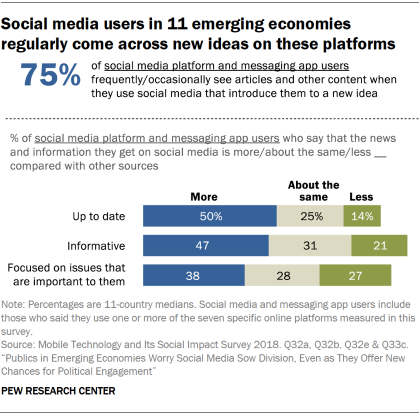 Social media users in 11 emerging economies
regularly come across new ideas on these platforms
75%
of social media platform and messaging app users
frequently/occasionally see articles and other content when
they use social media that introduce them to a new idea
% of social media platform and messaging app users who say that the news
and information they get on social media is more/about the same/less __
compared with other sources
More About the same Less
Up to date 50% 25% 14%
Informative 47 31 21
Focused on issues that
are important to them 38 28 27
Note: Percentages are 11-country medians. Social media and messaging app users include
those who said they use one or more of the seven specific online platforms measured in this
survey.
Source: Mobile Technology and Its Social Impact Survey 2018. Q32a, Q32b, Q32e & Q33c.
“Publics in Emerging Economies Worry Social Media Sow Division, Even as They Offer New
Chances for Political Engagement”
PEW RESEARCH CENTER